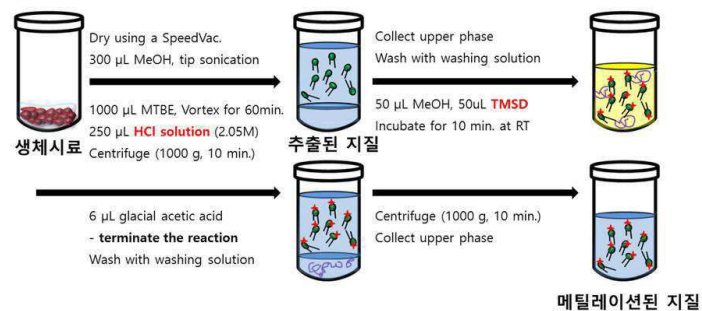 Dry using a SpeedVac.
300 µL MeOH, tip sonication
1000 µL MTBE, Vortex for 60min.
250 µL HCl solution (2.05M)
Centrifuge (1000 g, 10 min.)
생체시료
추출된 지질
Collect upper phase
Wash with washing solution
50 µL MeOH, 50uL TMSD
Incubate for 10 min. at RT
6 µL glacial acetic acid
- terminate the reaction
Wash with washing solution
Centrifuge (1000 g, 10 min.)
Collect upper phase
메틸레이션된 지질